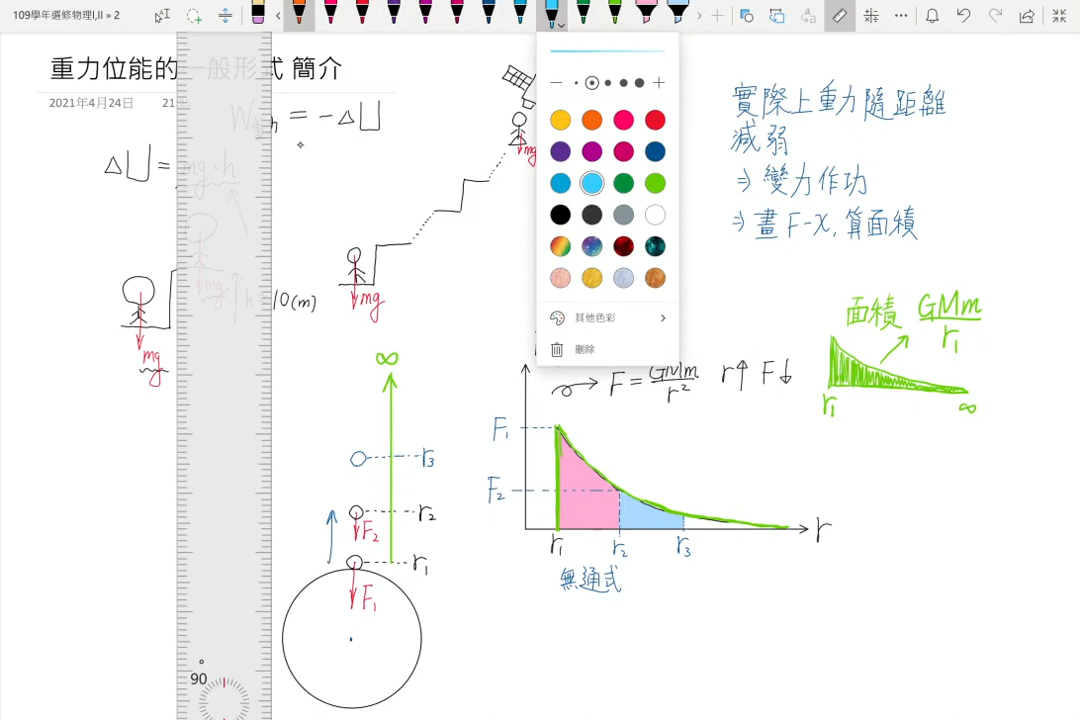 109學年選修物理I,II » 2
重力位能的一般形式 簡介
2021年4月24日 21
= -△U
△U = mg×h
mg
mg
mg
mg
10(m)
實際上重力隨距離
減弱
⇒ 變力作功
⇒ 畫 F-x, 算面積
其他色彩
刪除
面積 GMm/r₁
r₁
∞
F = GMm/r² r↑ F↓
∞
F₁
F₂
r₃
r₂
F₂
r₁
F₁
r₁
r₂
r₃
r
無通式
90